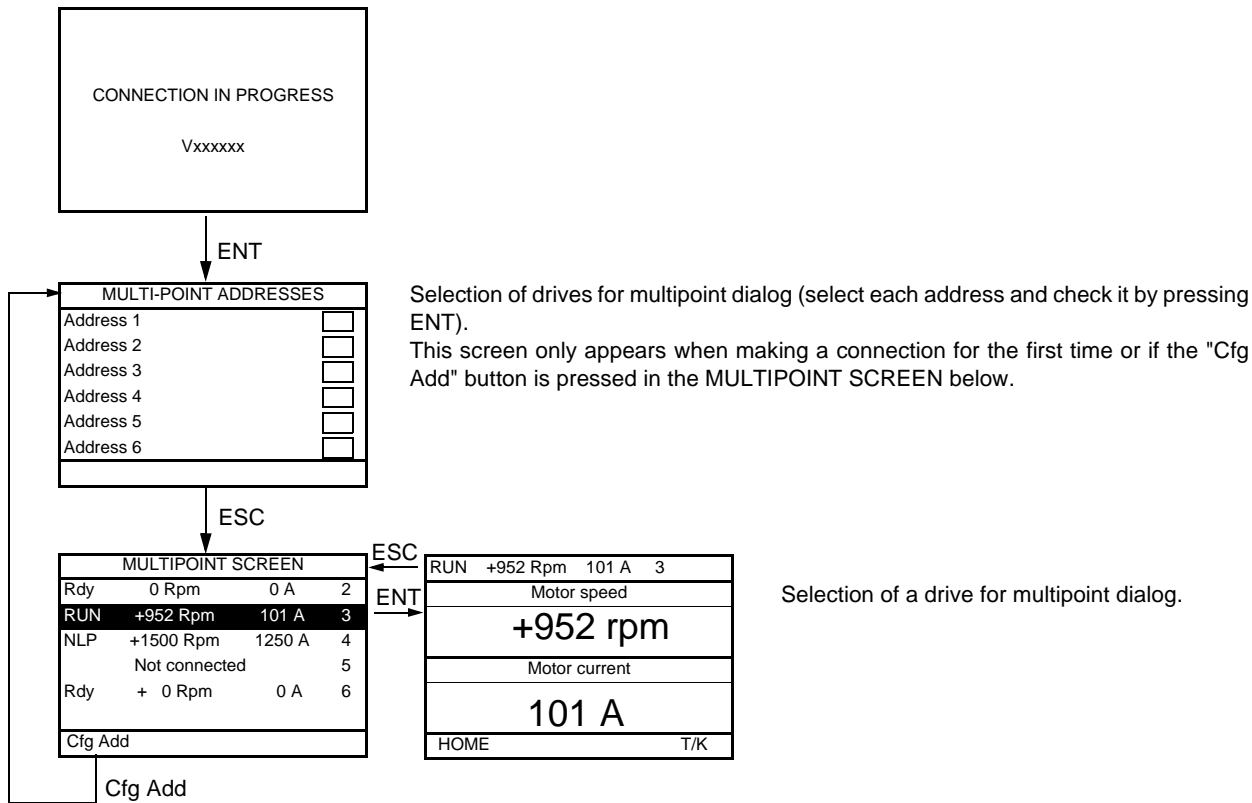 CONNECTION IN PROGRESS
Vxxxxxx
ENT
MULTI-POINT ADDRESSES
Address 1
Address 2
Address 3
Address 4
Address 5
Address 6
Selection of drives for multipoint dialog (select each address and check it by pressing
ENT).
This screen only appears when making a connection for the first time or if the "Cfg
Add" button is pressed in the MULTIPOINT SCREEN below.
ESC
MULTIPOINT SCREEN
Rdy 0 Rpm 0 A 2
RUN +952 Rpm 101 A 3
NLP +1500 Rpm 1250 A 4
Not connected 5
Rdy + 0 Rpm 0 A 6
Cfg Add
Cfg Add
ESC
ENT
RUN +952 Rpm 101 A 3
Motor speed
+952 rpm
Motor current
101 A
HOME T/K
Selection of a drive for multipoint dialog.